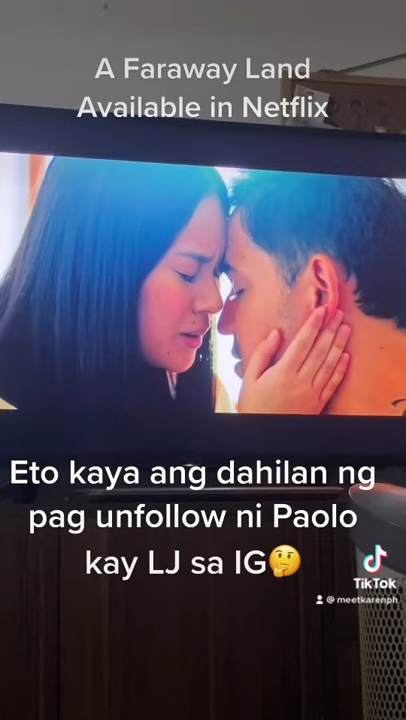 A Faraway Land
Available in Netflix
Eto kaya ang dahilan ng
pag unfollow ni Paolo
kay LJ sa IG🤔
TikTok
@meetkarenph